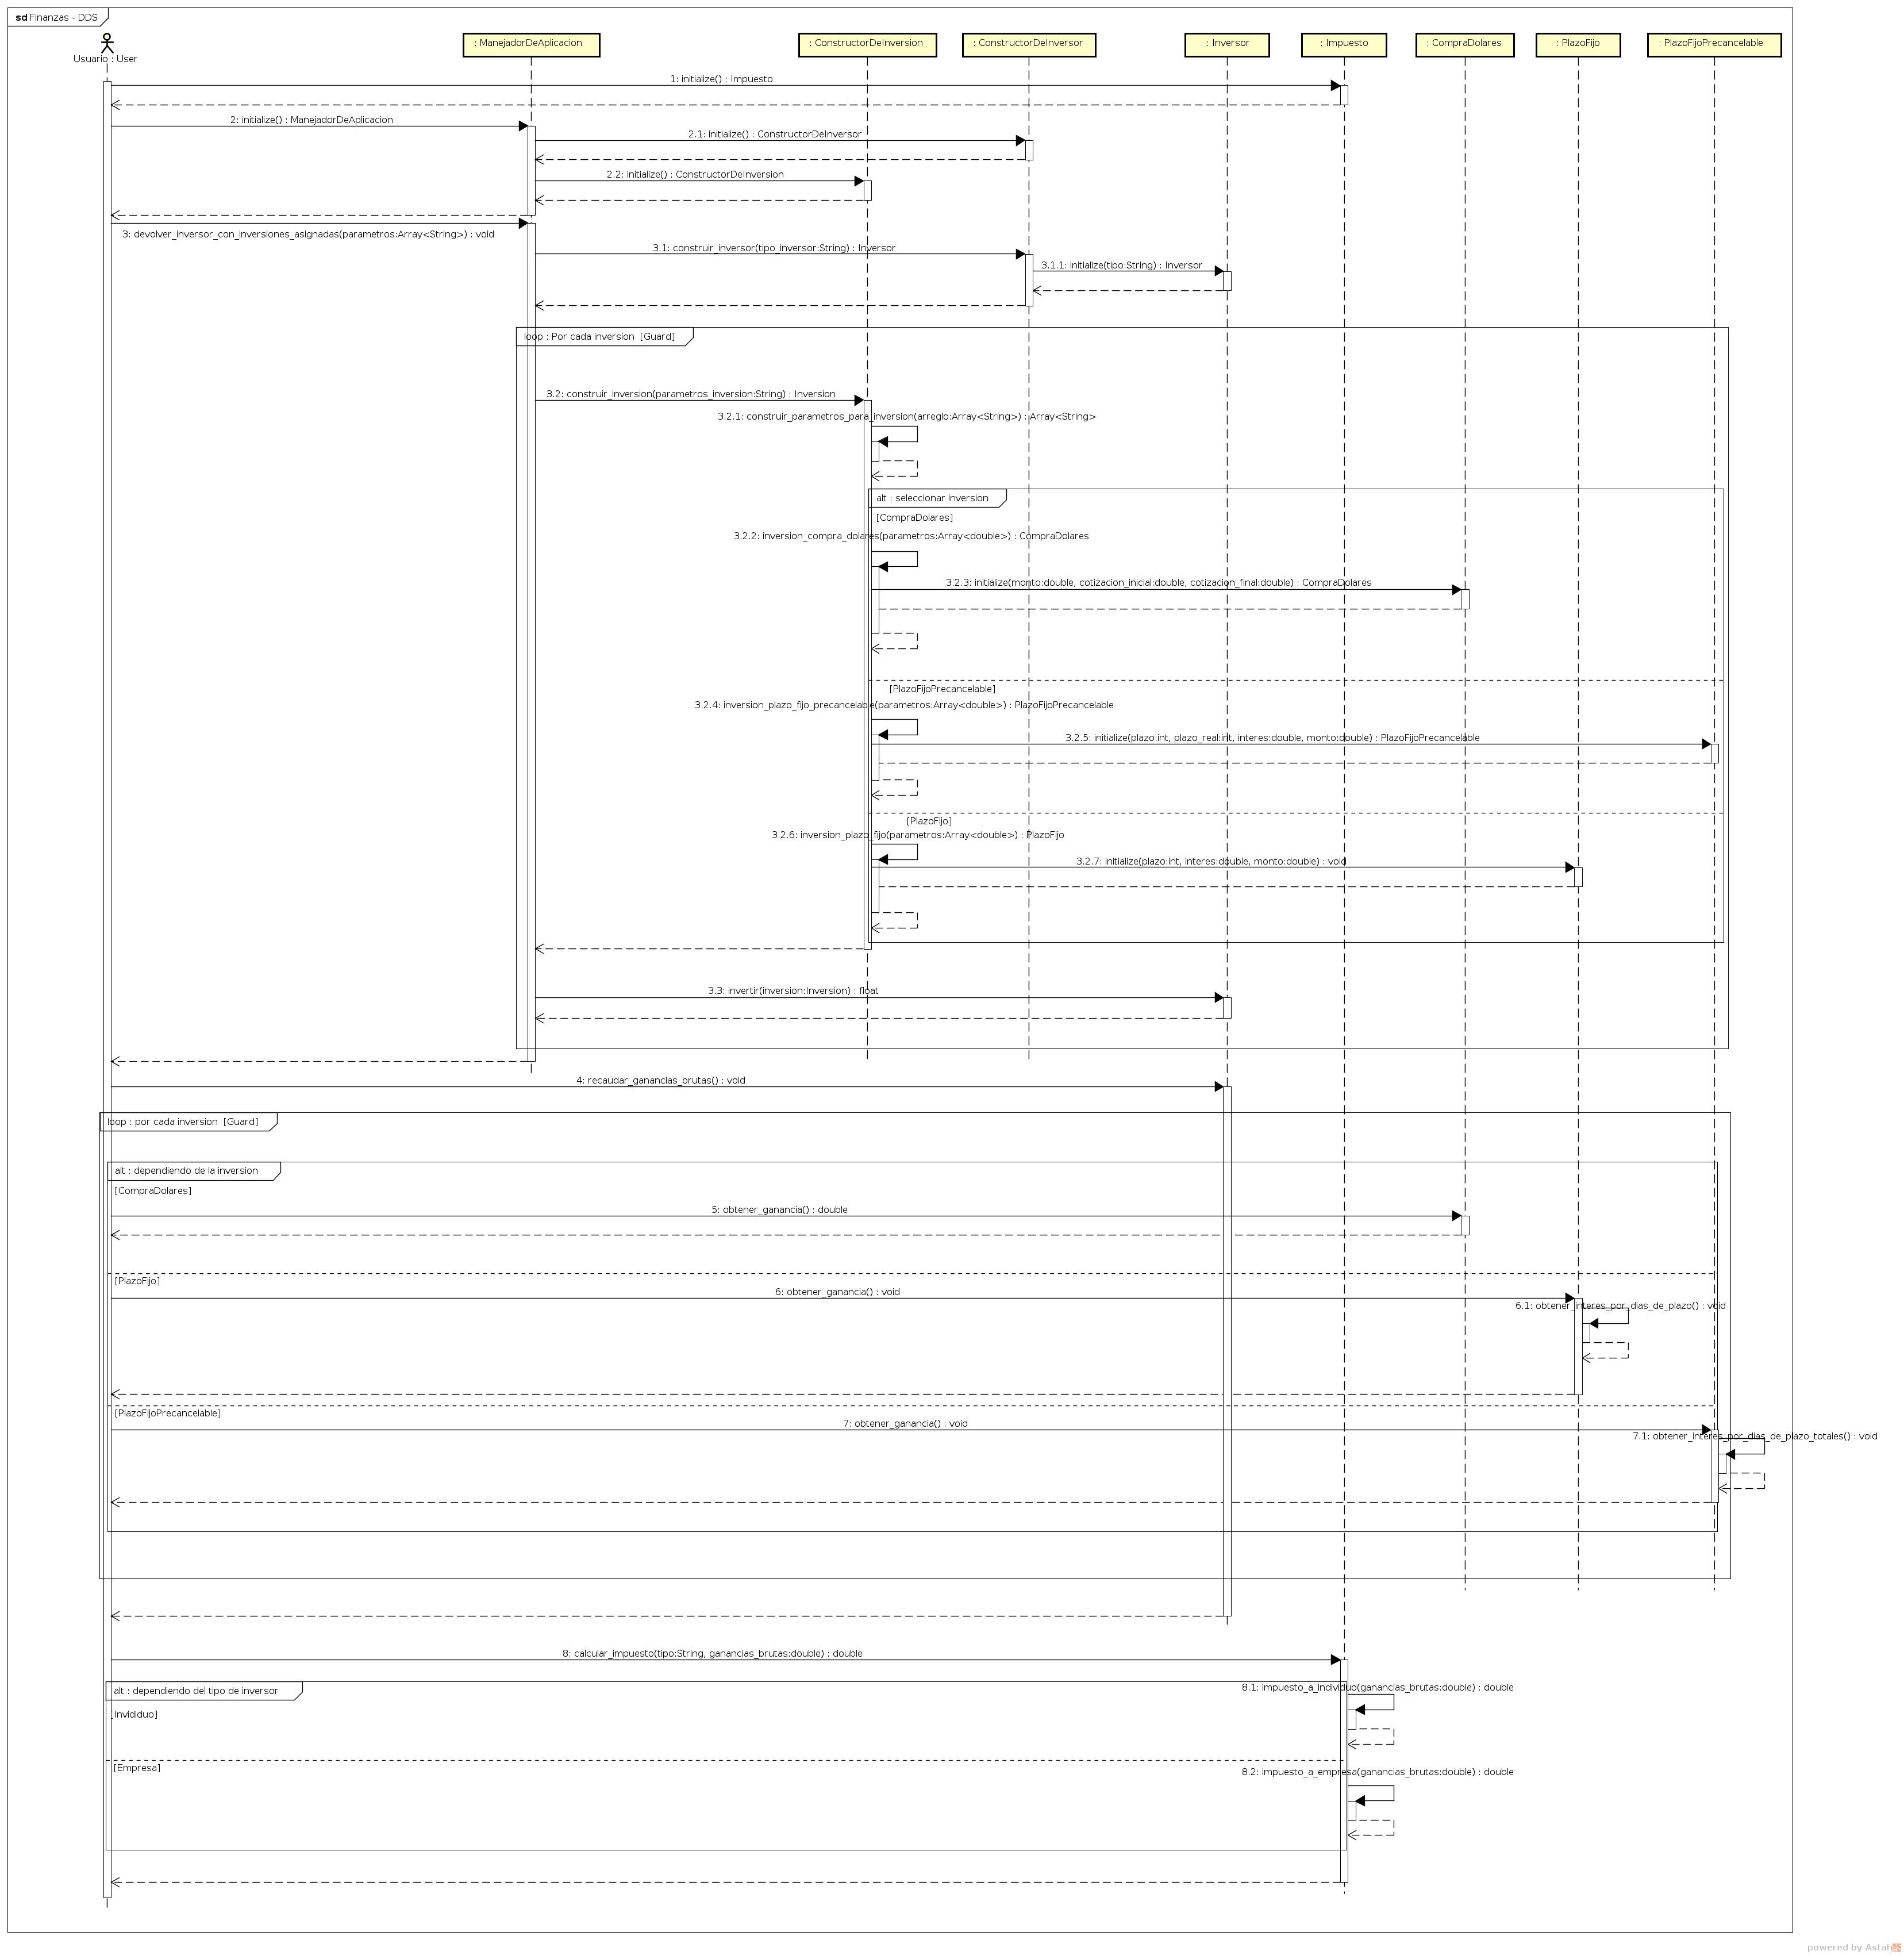 sd Finanzas - DDS
Usuario : User
: ManejadorDeAplicacion
: ConstructorDeInversion
: ConstructorDeInversor
: Inversor
: Impuesto
: CompraDolares
: PlazoFijo
: PlazoFijoPrecancelable
1: initialize() : Impuesto
2: initialize() : ManejadorDeAplicacion
2.1: initialize() : ConstructorDeInversor
2.2: initialize() : ConstructorDeInversion
3: devolver_inversor_con_inversiones_asignadas(parametros:Array<String>) : void
3.1: construir_inversor(tipo_inversor:String) : Inversor
3.1.1: initialize(tipo:String) : Inversor
loop : Por cada inversion [Guard]
3.2: construir_inversion(parametros_inversion:String) : Inversion
3.2.1: construir_parametros_para_inversion(arreglo:Array<String>) : Array<String>
alt : seleccionar inversion
[CompraDolares]
3.2.2: inversion_compra_dolares(parametros:Array<double>) : CompraDolares
3.2.3: initialize(monto:double, cotizacion_inicial:double, cotizacion_final:double) : CompraDolares
[PlazoFijoPrecancelable]
3.2.4: inversion_plazo_fijo_precancelable(parametros:Array<double>) : PlazoFijoPrecancelable
3.2.5: initialize(plazo:int, plazo_real:int, interes:double, monto:double) : PlazoFijoPrecancelable
[PlazoFijo]
3.2.6: inversion_plazo_fijo(parametros:Array<double>) : PlazoFijo
3.2.7: initialize(plazo:int, interes:double, monto:double) : void
3.3: invertir(inversion:Inversion) : float
4: recaudar_ganancias_brutas() : void
loop : por cada inversion [Guard]
alt : dependiendo de la inversion
[CompraDolares]
5: obtener_ganancia() : double
[PlazoFijo]
6: obtener_ganancia() : void
6.1: obtener_interes_por_dias_de_plazo() : void
[PlazoFijoPrecancelable]
7: obtener_ganancia() : void
7.1: obtener_interes_por_dias_de_plazo_totales() : void
8: calcular_impuesto(tipo:String, ganancias_brutas:double) : double
alt : dependiendo del tipo de inversor
8.1: impuesto_a_individuo(ganancias_brutas:double) : double
[Invididuo]
[Empresa]
8.2: impuesto_a_empresa(ganancias_brutas:double) : double
powered by Astah